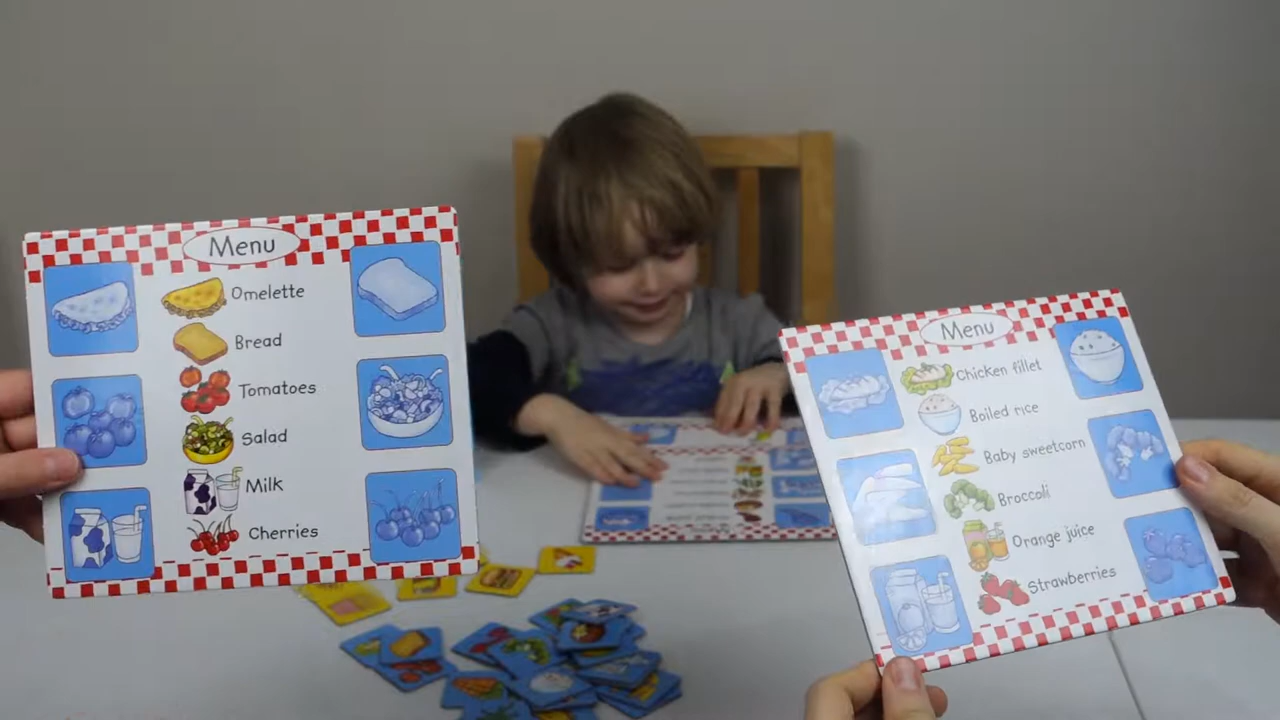 Menu
Omelette
Bread
Tomatoes
Salad
Milk
Cherries
Menu
Chicken fillet
Boiled rice
Baby sweetcorn
Broccoli
Orange juice
Strawberries